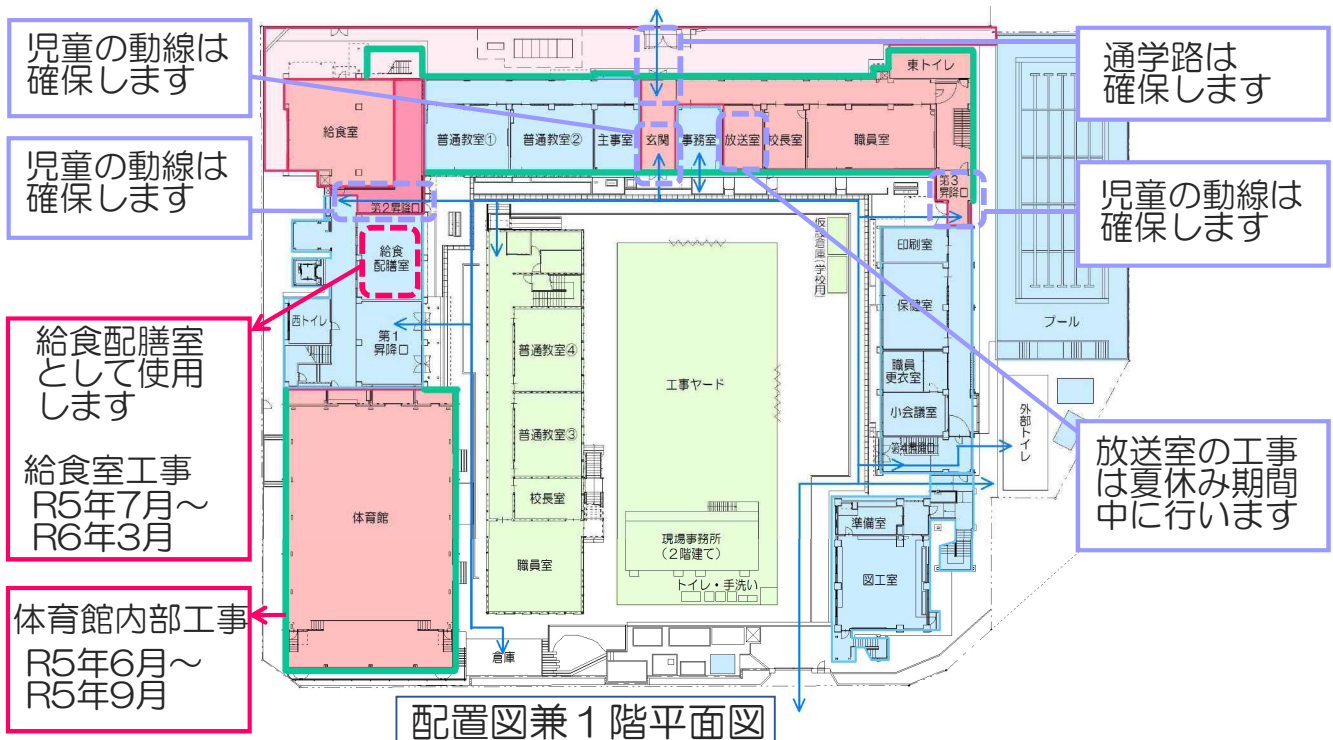 児童の動線は
確保します
児童の動線は
確保します
給食配膳室
として使用
します
給食室工事
R5年7月～
R6年3月
体育館内部工事
R5年6月～
R5年9月
通学路は
確保します
児童の動線は
確保します
放送室の工事
は夏休み期間
中に行います
東トイレ
給食室
普通教室①
普通教室②
主事室
玄関
事務室
放送室
校長室
職員室
第2昇降口
第3
昇降口
給食
配膳室
西トイレ
第1
昇降口
体育館
普通教室④
普通教室③
校長室
職員室
仮設倉庫(学校用)
工事ヤード
現場事務所
(2階建て)
トイレ・手洗い
印刷室
保健室
職員
更衣室
小会議室
プール
外部トイレ
準備室
図工室
倉庫
配置図兼1階平面図